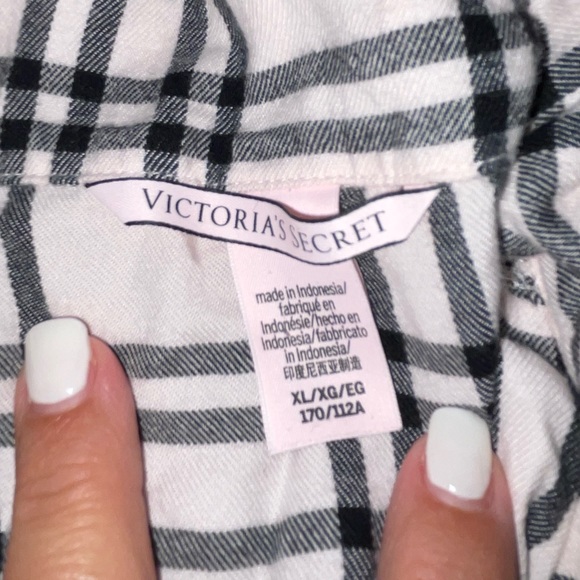 VICTORIA'S SECRET
made in Indonesia/
fabriqué en
Indonésie/hecho en
Indonesia/fabbricato
in Indonesia/
印度尼西亚制造
XL/XG/EG
170/112A